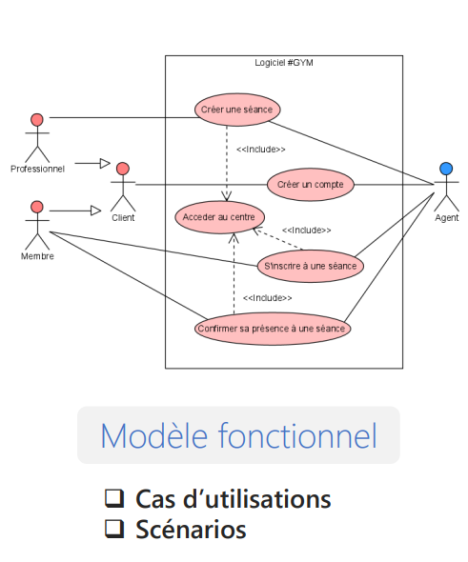 Logiciel #GYM
Créer une séance
<<Include>>
Professionnel
Créer un compte
Client
Agent
Acceder au centre
<<Include>>
Membre
S'inscrire à une séance
<<Include>>
Confirmer sa présence à une séance
Modèle fonctionnel
❑ Cas d'utilisations
❑ Scénarios